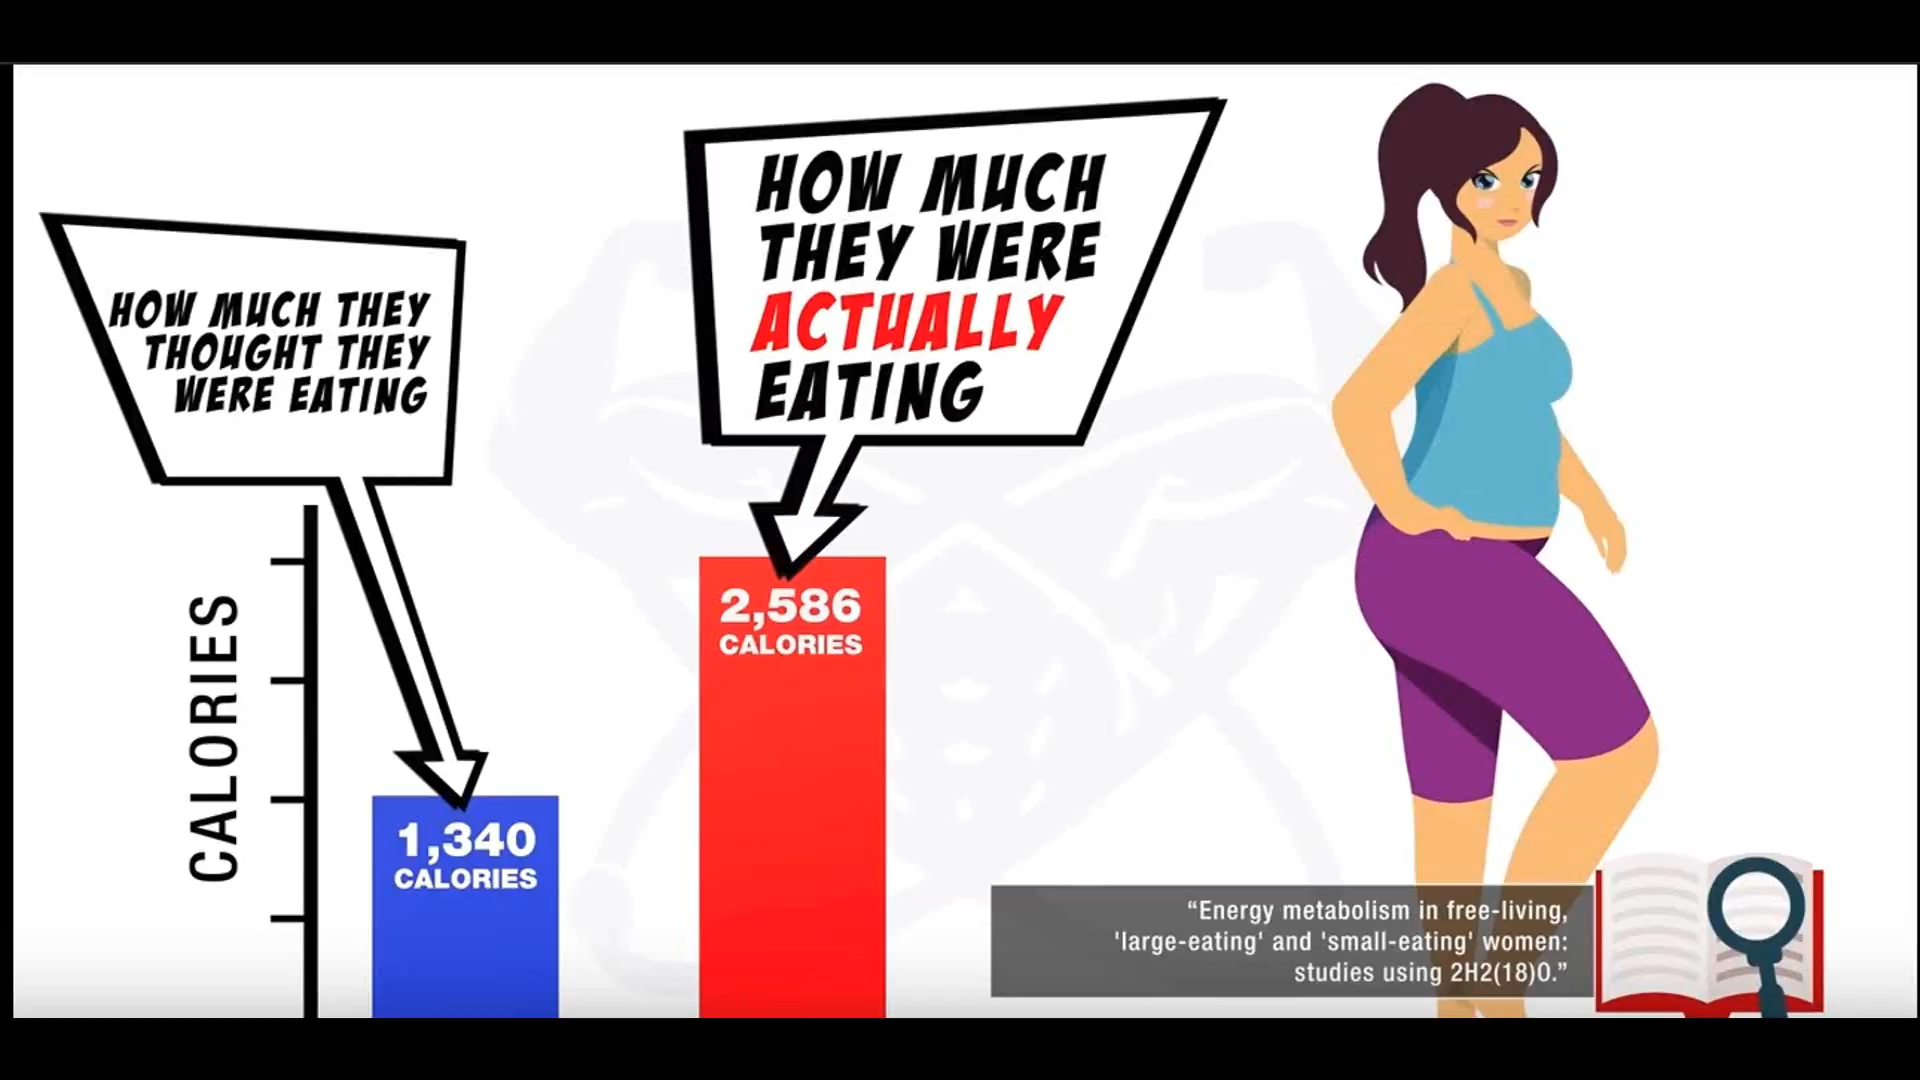 HOW MUCH THEY
THOUGHT THEY
WERE EATING
HOW MUCH
THEY WERE
ACTUALLY
EATING
CALORIES
1,340
CALORIES
2,586
CALORIES
“Energy metabolism in free-living,
'large-eating' and 'small-eating' women:
studies using 2H2(18)0.”